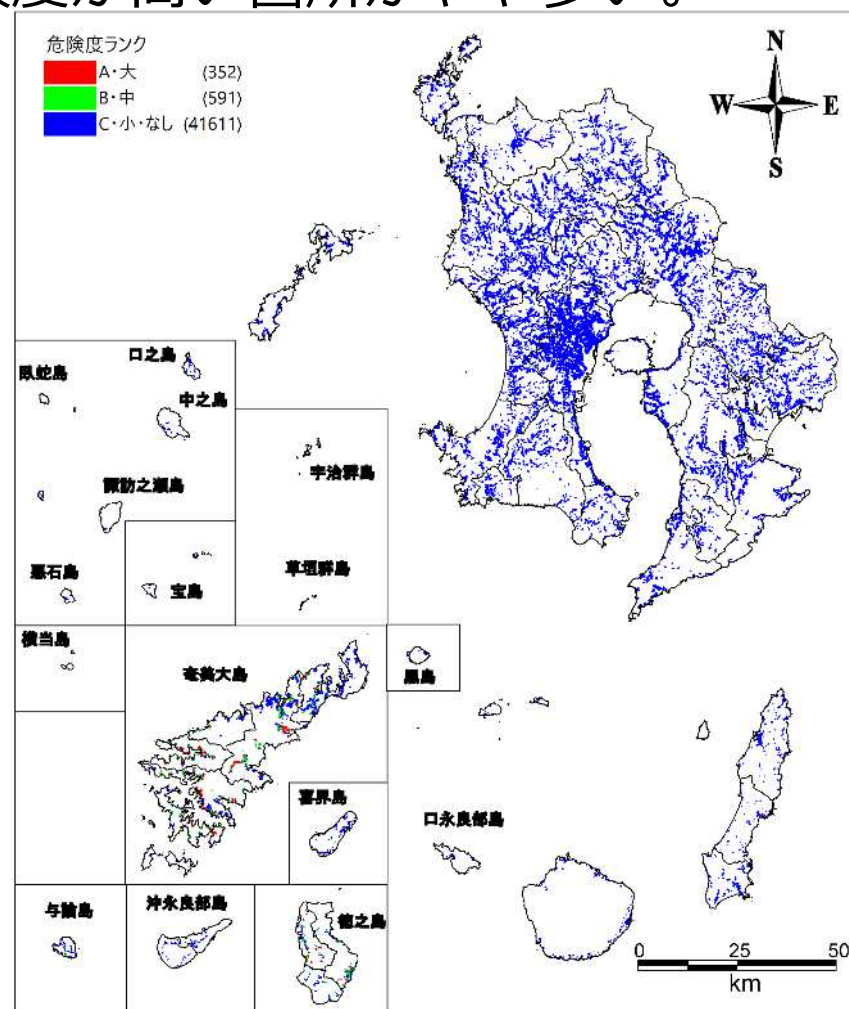 危険度ランク
A・大 (352)
B・中 (591)
C・小・なし (41611)
N
W E
S
口之島
臥蛇島
中之島
宇治群島
諏訪之瀬島
悪石島
宝島
草垣群島
横当島
奄美大島
黒島
喜界島
口永良部島
与論島
沖永良部島
徳之島
0 25 50
km